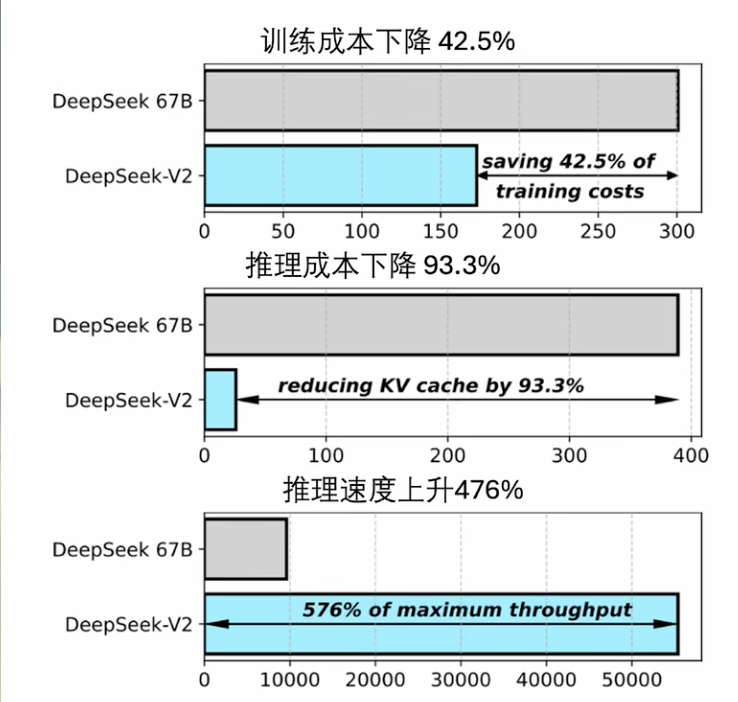 训练成本下降 42.5%
DeepSeek 67B
DeepSeek-V2
saving 42.5% of
training costs
0 50 100 150 200 250 300
推理成本下降 93.3%
DeepSeek 67B
DeepSeek-V2
reducing KV cache by 93.3%
0 100 200 300 400
推理速度上升476%
DeepSeek 67B
DeepSeek-V2
576% of maximum throughput
0 10000 20000 30000 40000 50000